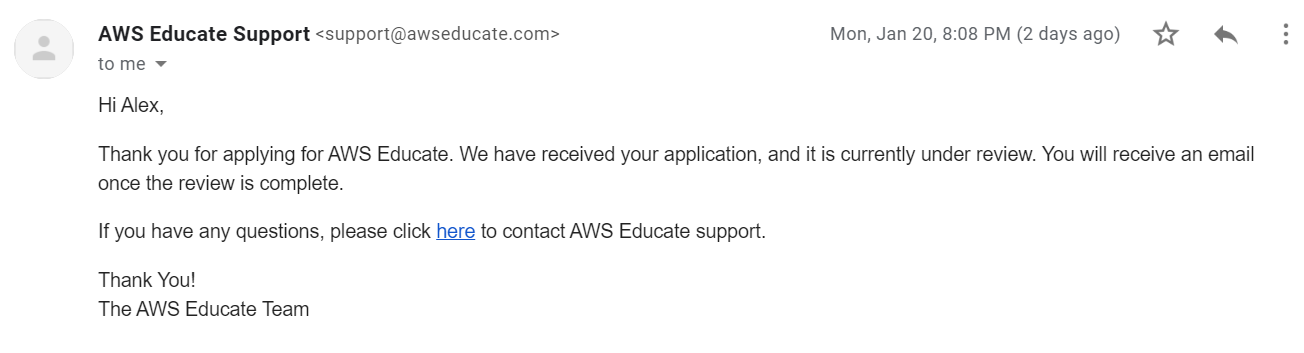 AWS Educate Support <support@awseducate.com> Mon, Jan 20, 8:08 PM (2 days ago)
to me
Hi Alex,
Thank you for applying for AWS Educate. We have received your application, and it is currently under review. You will receive an email
once the review is complete.
If you have any questions, please click here to contact AWS Educate support.
Thank You!
The AWS Educate Team